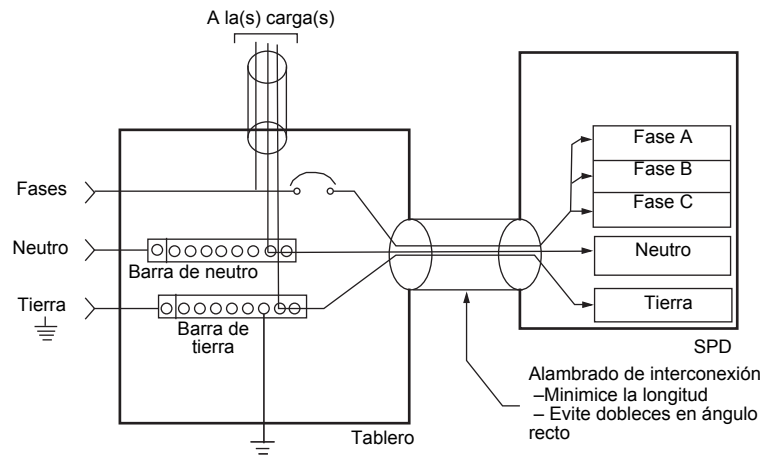 A la(s) carga(s)
Fases
Neutro
Tierra
Barra de neutro
Barra de
tierra
Tablero
Fase A
Fase B
Fase C
Neutro
Tierra
SPD
Alambrado de interconexión
–Minimice la longitud
– Evite dobleces en ángulo
recto